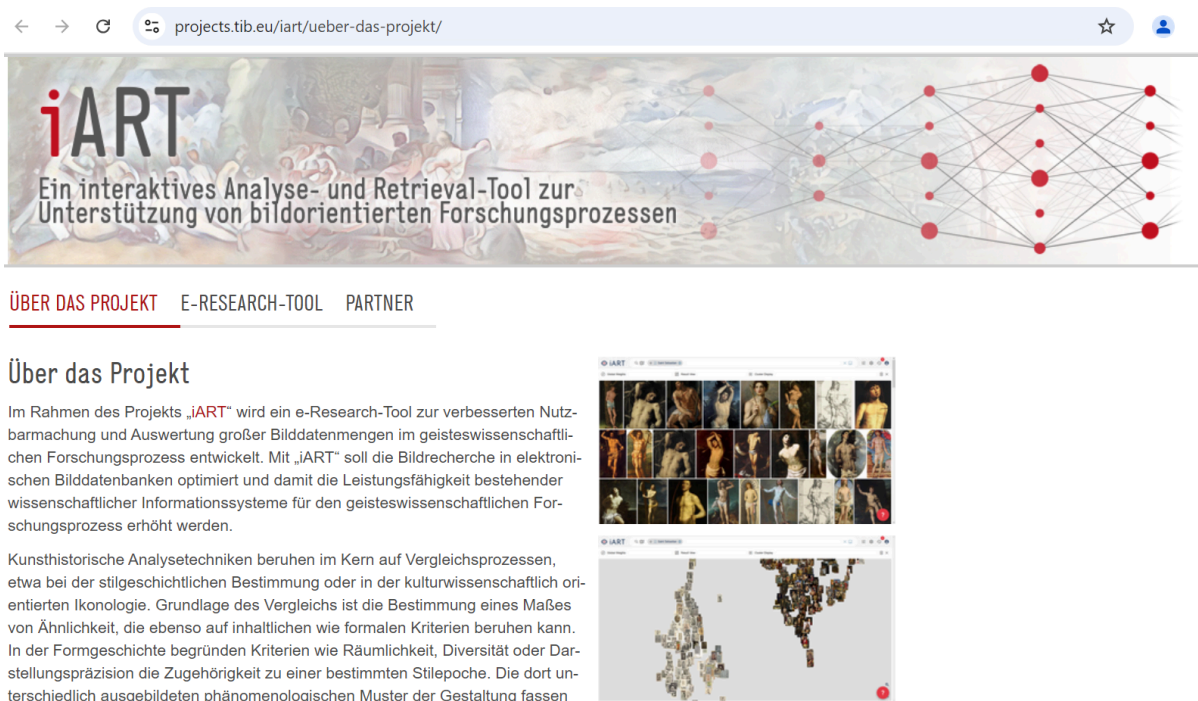 projects.tib.eu/iart/ueber-das-projekt/
iART
Ein interaktives Analyse- und Retrieval-Tool zur
Unterstützung von bildorientierten Forschungsprozessen
ÜBER DAS PROJEKT E-RESEARCH-TOOL PARTNER
Über das Projekt
Im Rahmen des Projekts „iART“ wird ein e-Research-Tool zur verbesserten Nutz-
barmachung und Auswertung großer Bilddatenmengen im geisteswissenschaftli-
chen Forschungsprozess entwickelt. Mit „iART“ soll die Bildrecherche in elektroni-
schen Bilddatenbanken optimiert und damit die Leistungsfähigkeit bestehender
wissenschaftlicher Informationssysteme für den geisteswissenschaftlichen For-
schungsprozess erhöht werden.
Kunsthistorische Analysetechniken beruhen im Kern auf Vergleichsprozessen,
etwa bei der stilgeschichtlichen Bestimmung oder in der kulturwissenschaftlich ori-
entierten Ikonologie. Grundlage des Vergleichs ist die Bestimmung eines Maßes
von Ähnlichkeit, die ebenso auf inhaltlichen wie formalen Kriterien beruhen kann.
In der Formgeschichte begründen Kriterien wie Räumlichkeit, Diversität oder Dar-
stellungspräzision die Zugehörigkeit zu einer bestimmten Stilepoche. Die dort un-
terschiedlich ausgebildeten phänomenologischen Muster der Gestaltung fassen
iART
iART